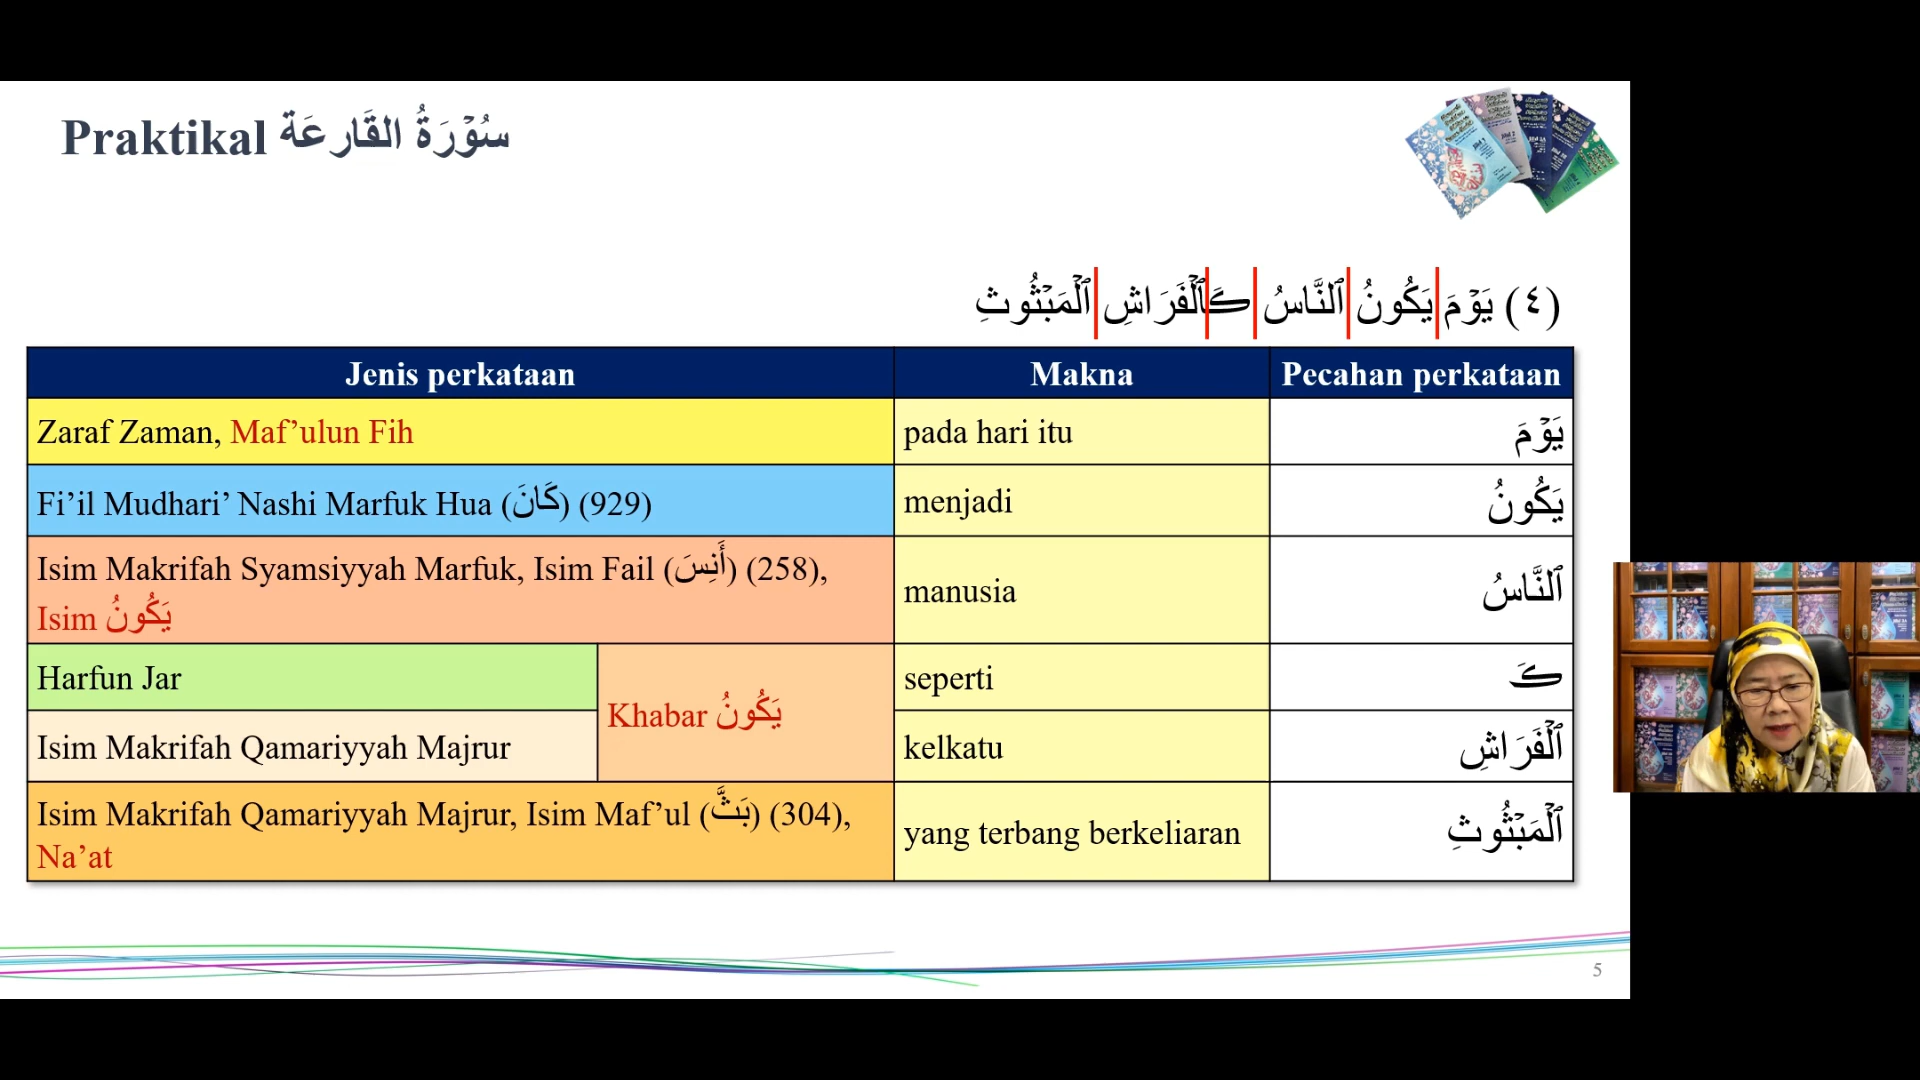 Praktikal سُوْرَةُ القَارِعَة
(٤) يَوْمَ يَكُونُ ٱلنَّاسُ كَٱلْفَرَاشِ ٱلْمَبْثُوثِ
Jenis perkataan Makna Pecahan perkataan
Zaraf Zaman, Maf’ulun Fih pada hari itu يَوْمَ
Fi’il Mudhari’ Nashi Marfuk Hua (كَانَ) (929) menjadi يَكُونُ
Isim Makrifah Syamsiyyah Marfuk, Isim Fail (أَنِسَ) (258),
Isim يَكُونُ manusia ٱلنَّاسُ
Harfun Jar Khabar يَكُونُ seperti كَ
Isim Makrifah Qamariyyah Majrur kelkatu ٱلْفَرَاشِ
Isim Makrifah Qamariyyah Majrur, Isim Maf’ul (بَثَّ) (304),
Na’at yang terbang berkeliaran ٱلْمَبْثُوثِ
5